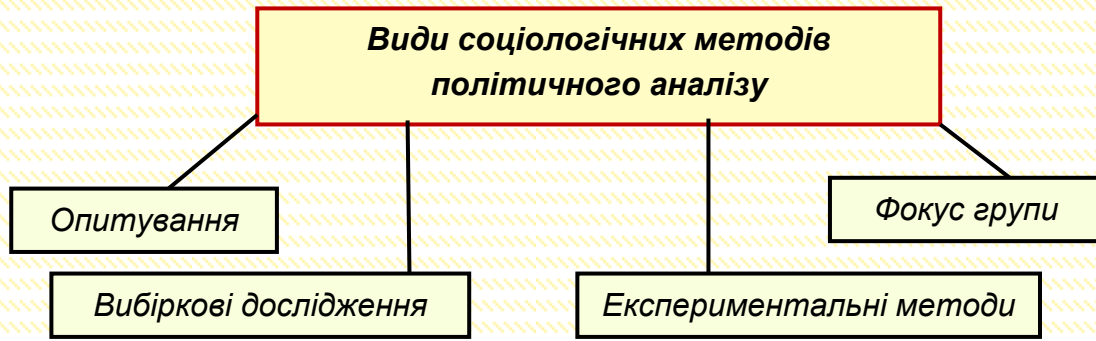 Види соціологічних методів
політичного аналізу
Опитування
Фокус групи
Вибіркові дослідження
Експериментальні методи